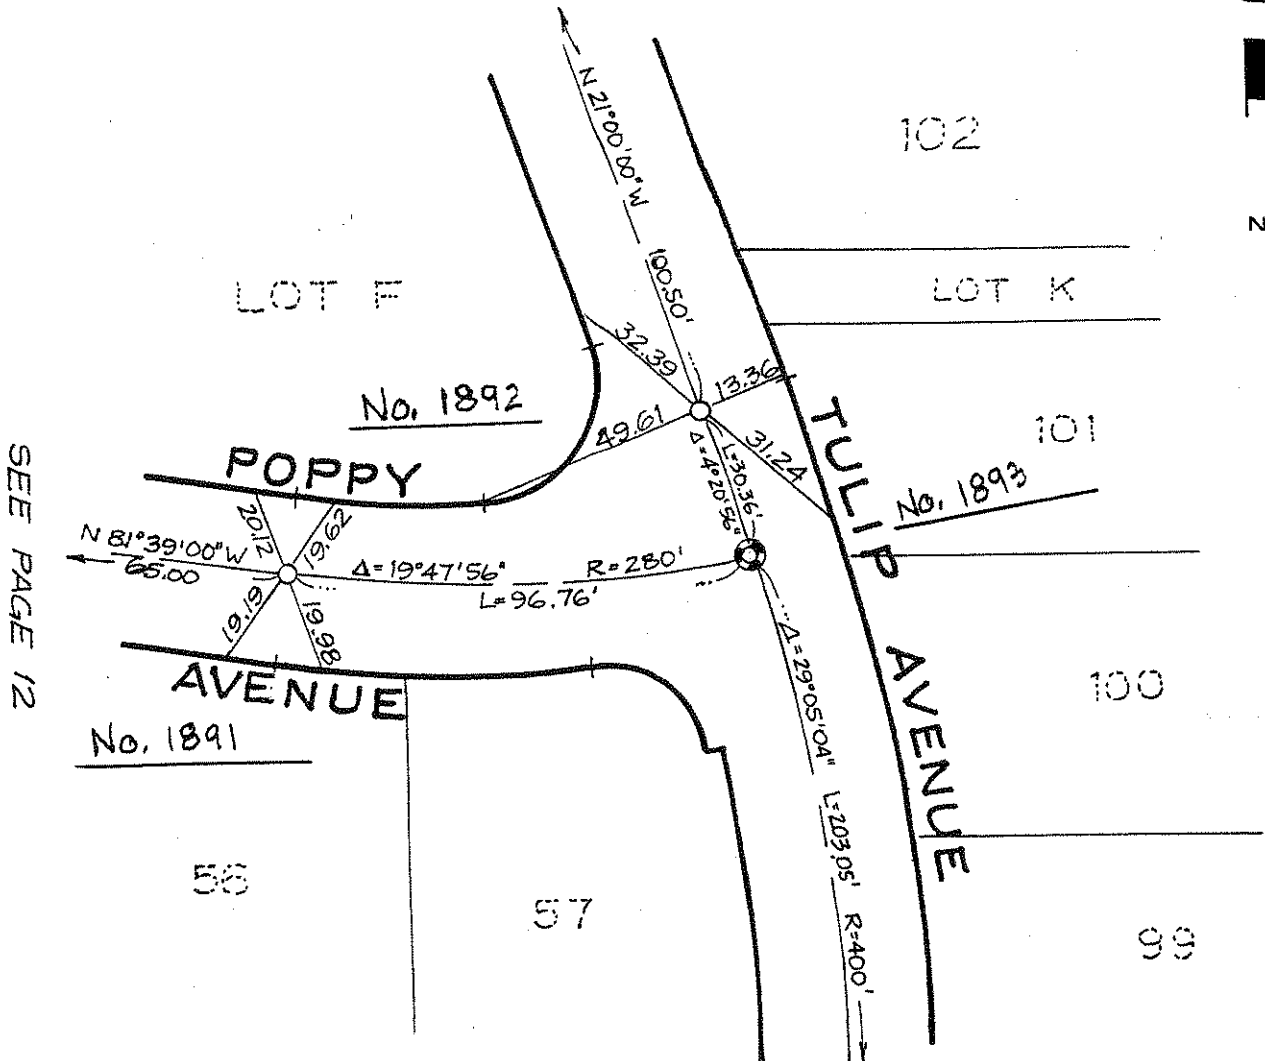 N 21°00'00" W
100.50'
102
2
LOT F
LOT K
32.39
13.36
No. 1892
49.61
101
31.24
TULIP AVENUE
POPPY AVENUE
No. 1893
Δ=4°20'56"
L=30.36'
SEE PAGE 12
20.12
19.62
N 81°39'00" W
65.00
Δ=19°47'56"
R=280'
L=96.76'
19.19
19.98
Δ=29°05'04"
L=203.05'
R=400'
100
No. 1891
56
57
99